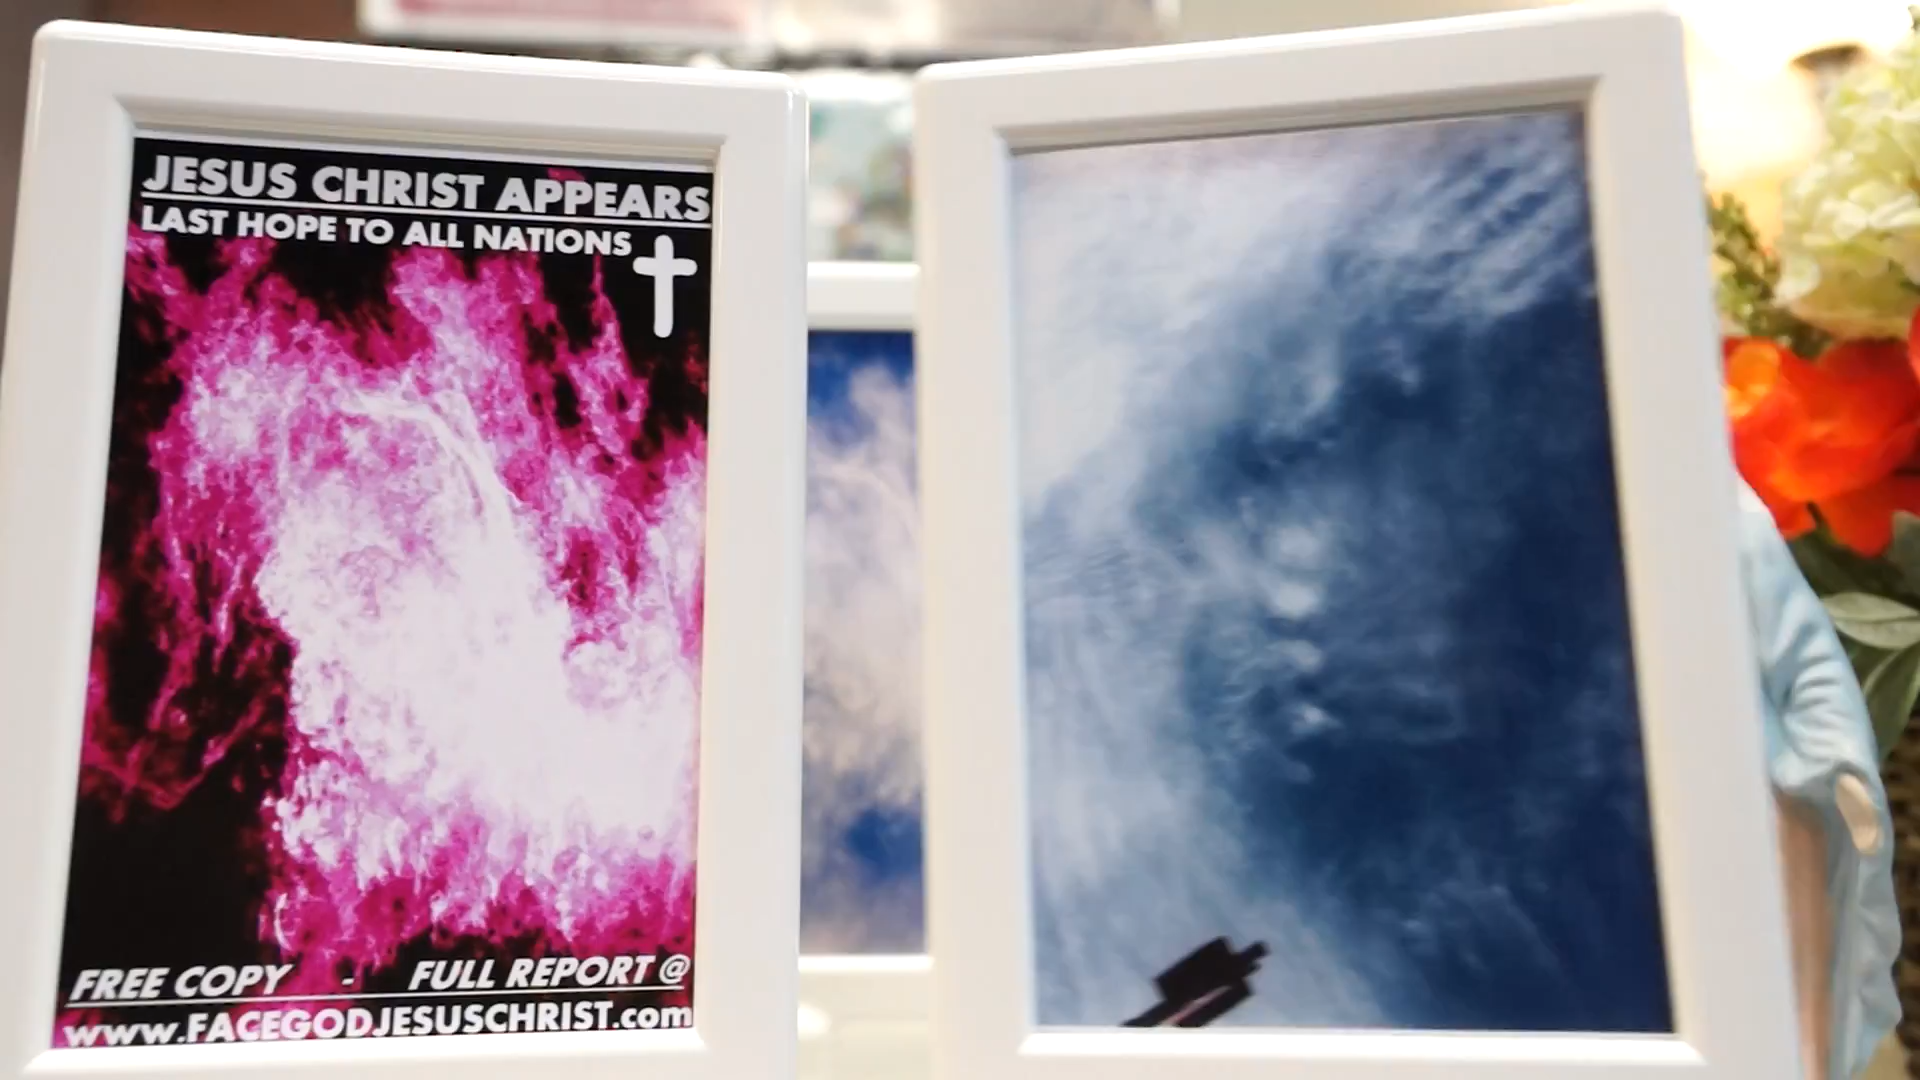 JESUS CHRIST APPEARS
LAST HOPE TO ALL NATIONS
FREE COPY - FULL REPORT @
www.FACEGODJESUSCHRIST.com